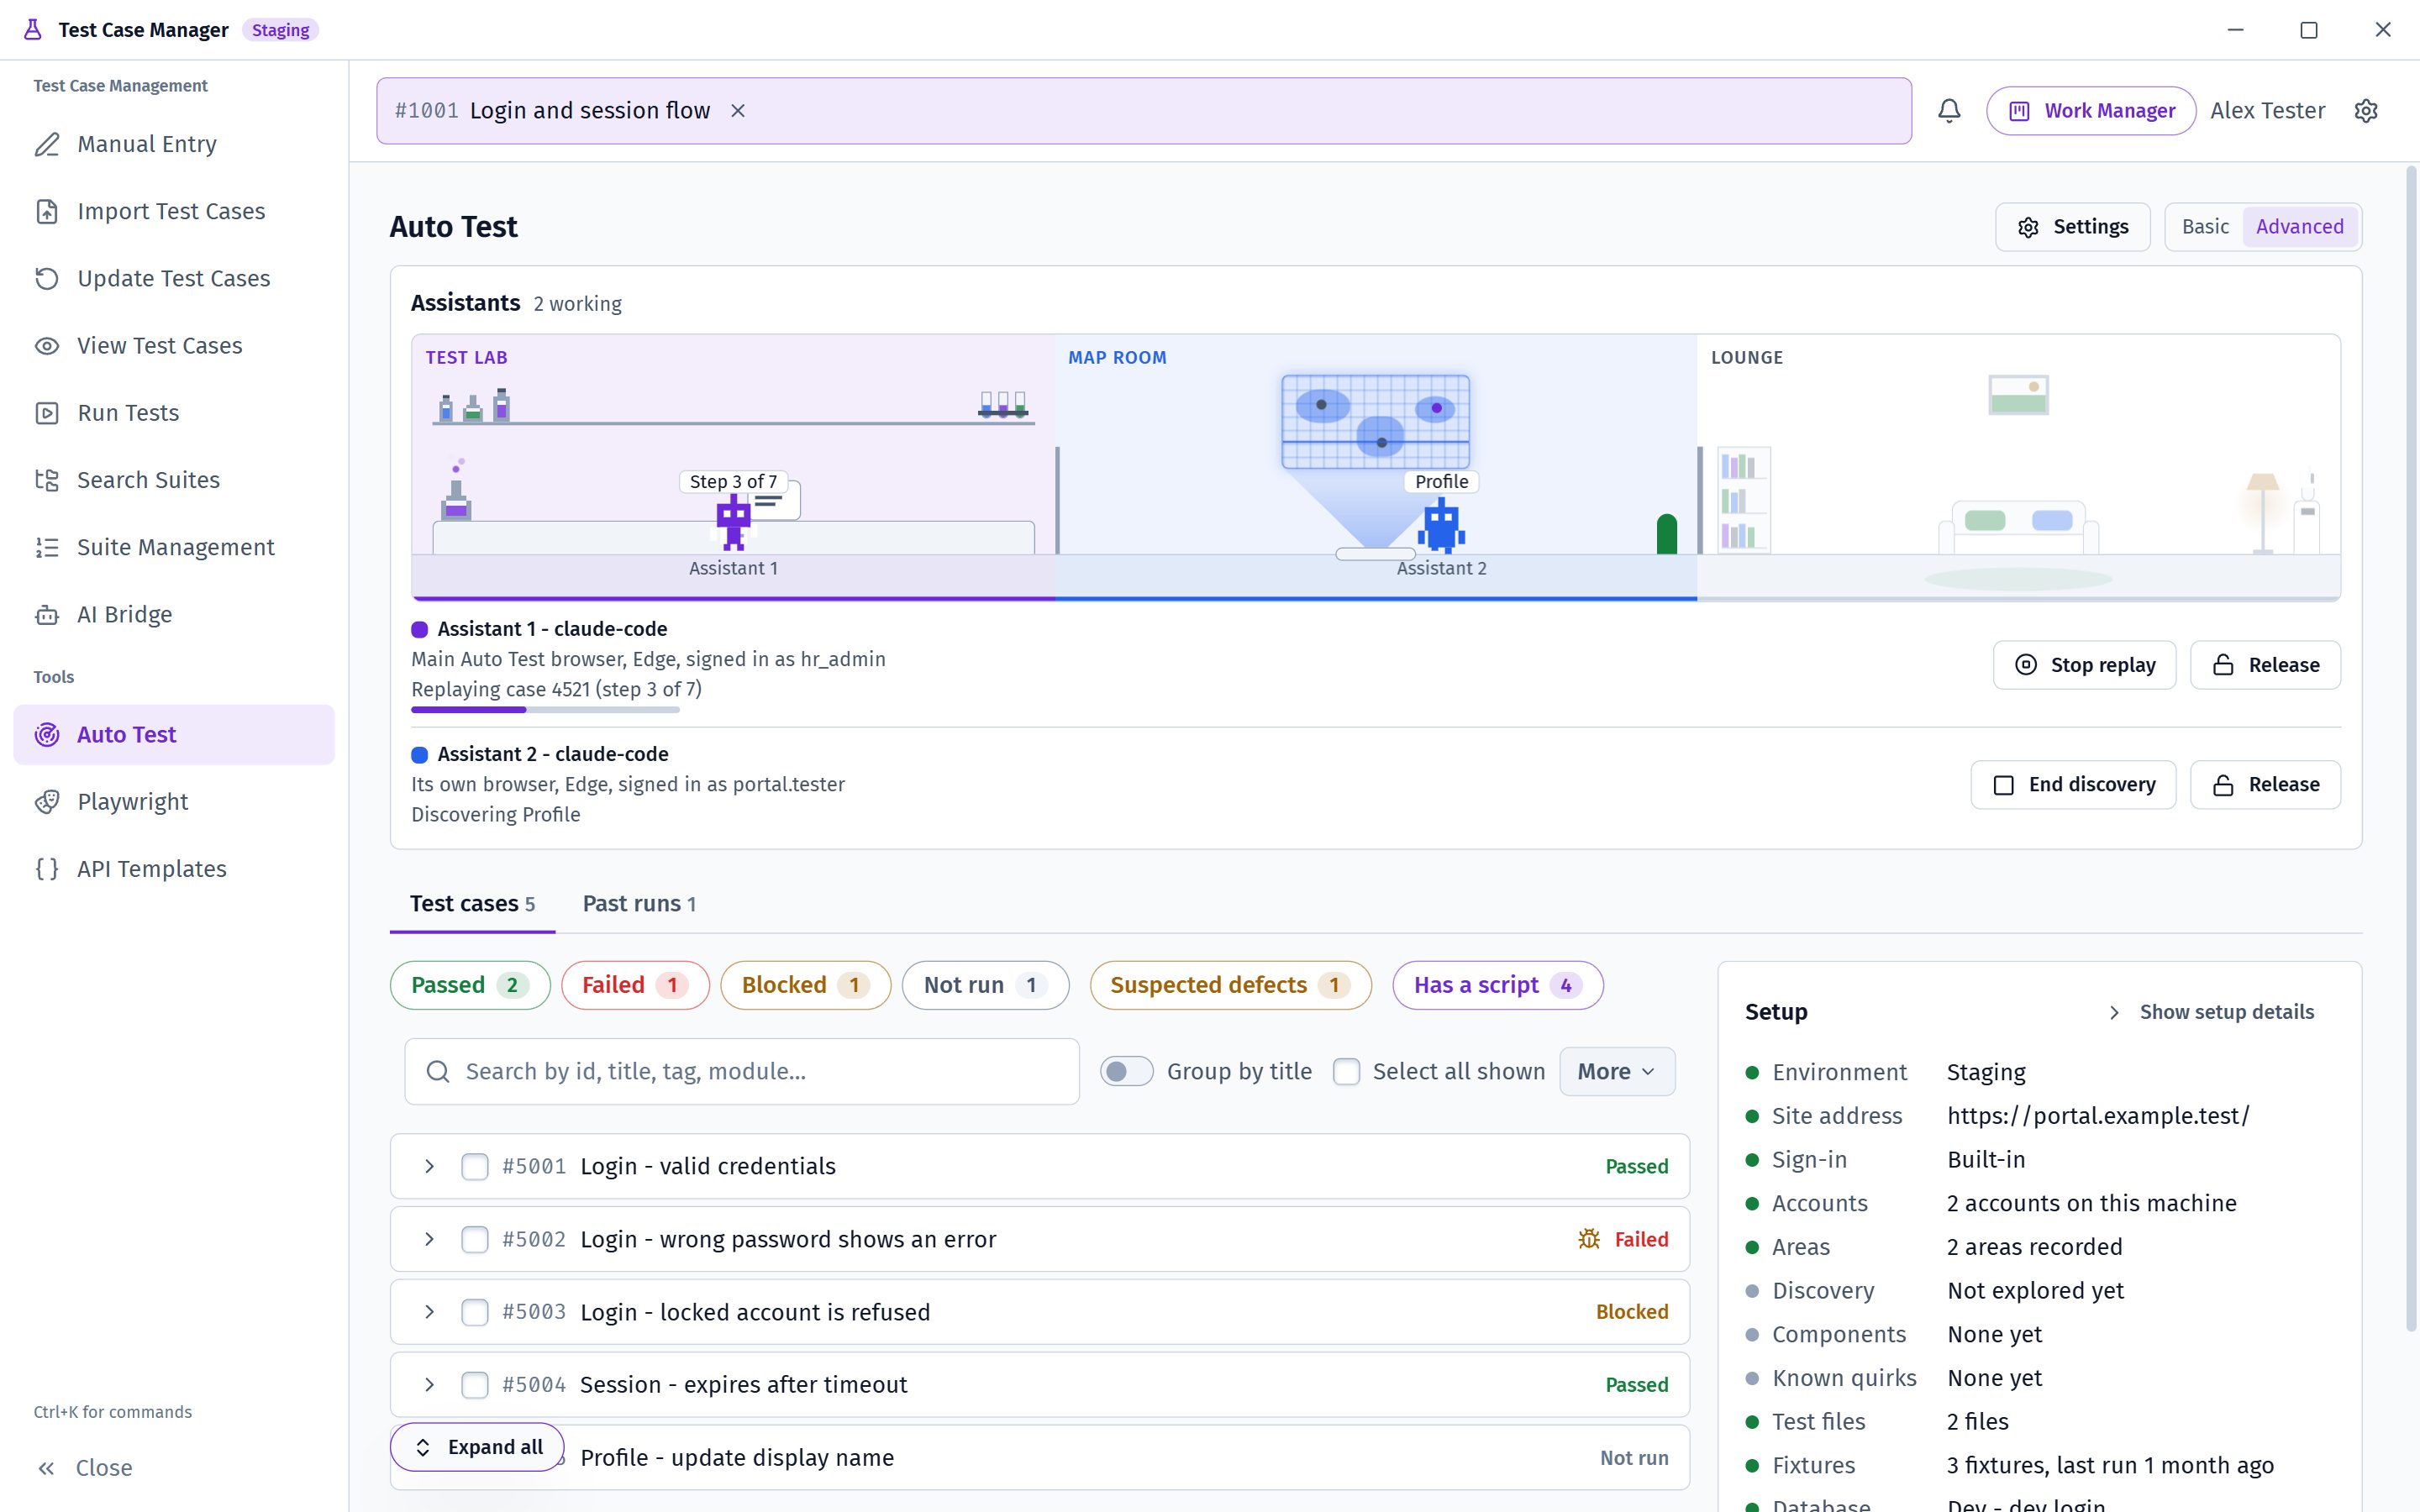 Test Case Manager Staging
Test Case Management
Manual Entry
Import Test Cases
Update Test Cases
View Test Cases
Run Tests
Search Suites
Suite Management
AI Bridge
Tools
Auto Test
Playwright
API Templates
Ctrl+K for commands
Close
#1001 Login and session flow
Work Manager Alex Tester
Auto Test
Settings Basic Advanced
Assistants 2 working
TEST LAB MAP ROOM LOUNGE
Step 3 of 7 Profile
Assistant 1 Assistant 2
Assistant 1 - claude-code
Main Auto Test browser, Edge, signed in as hr_admin
Replaying case 4521 (step 3 of 7)
Stop replay Release
Assistant 2 - claude-code
Its own browser, Edge, signed in as portal.tester
Discovering Profile
End discovery Release
Test cases 5 Past runs 1
Passed 2 Failed 1 Blocked 1 Not run 1 Suspected defects 1 Has a script 4
Search by id, title, tag, module...
Group by title Select all shown More
#5001 Login - valid credentials Passed
#5002 Login - wrong password shows an error Failed
#5003 Login - locked account is refused Blocked
#5004 Session - expires after timeout Passed
Expand all Profile - update display name Not run
Setup Show setup details
Environment Staging
Site address https://portal.example.test/
Sign-in Built-in
Accounts 2 accounts on this machine
Areas 2 areas recorded
Discovery Not explored yet
Components None yet
Known quirks None yet
Test files 2 files
Fixtures 3 fixtures, last run 1 month ago
Database Dev - dev login